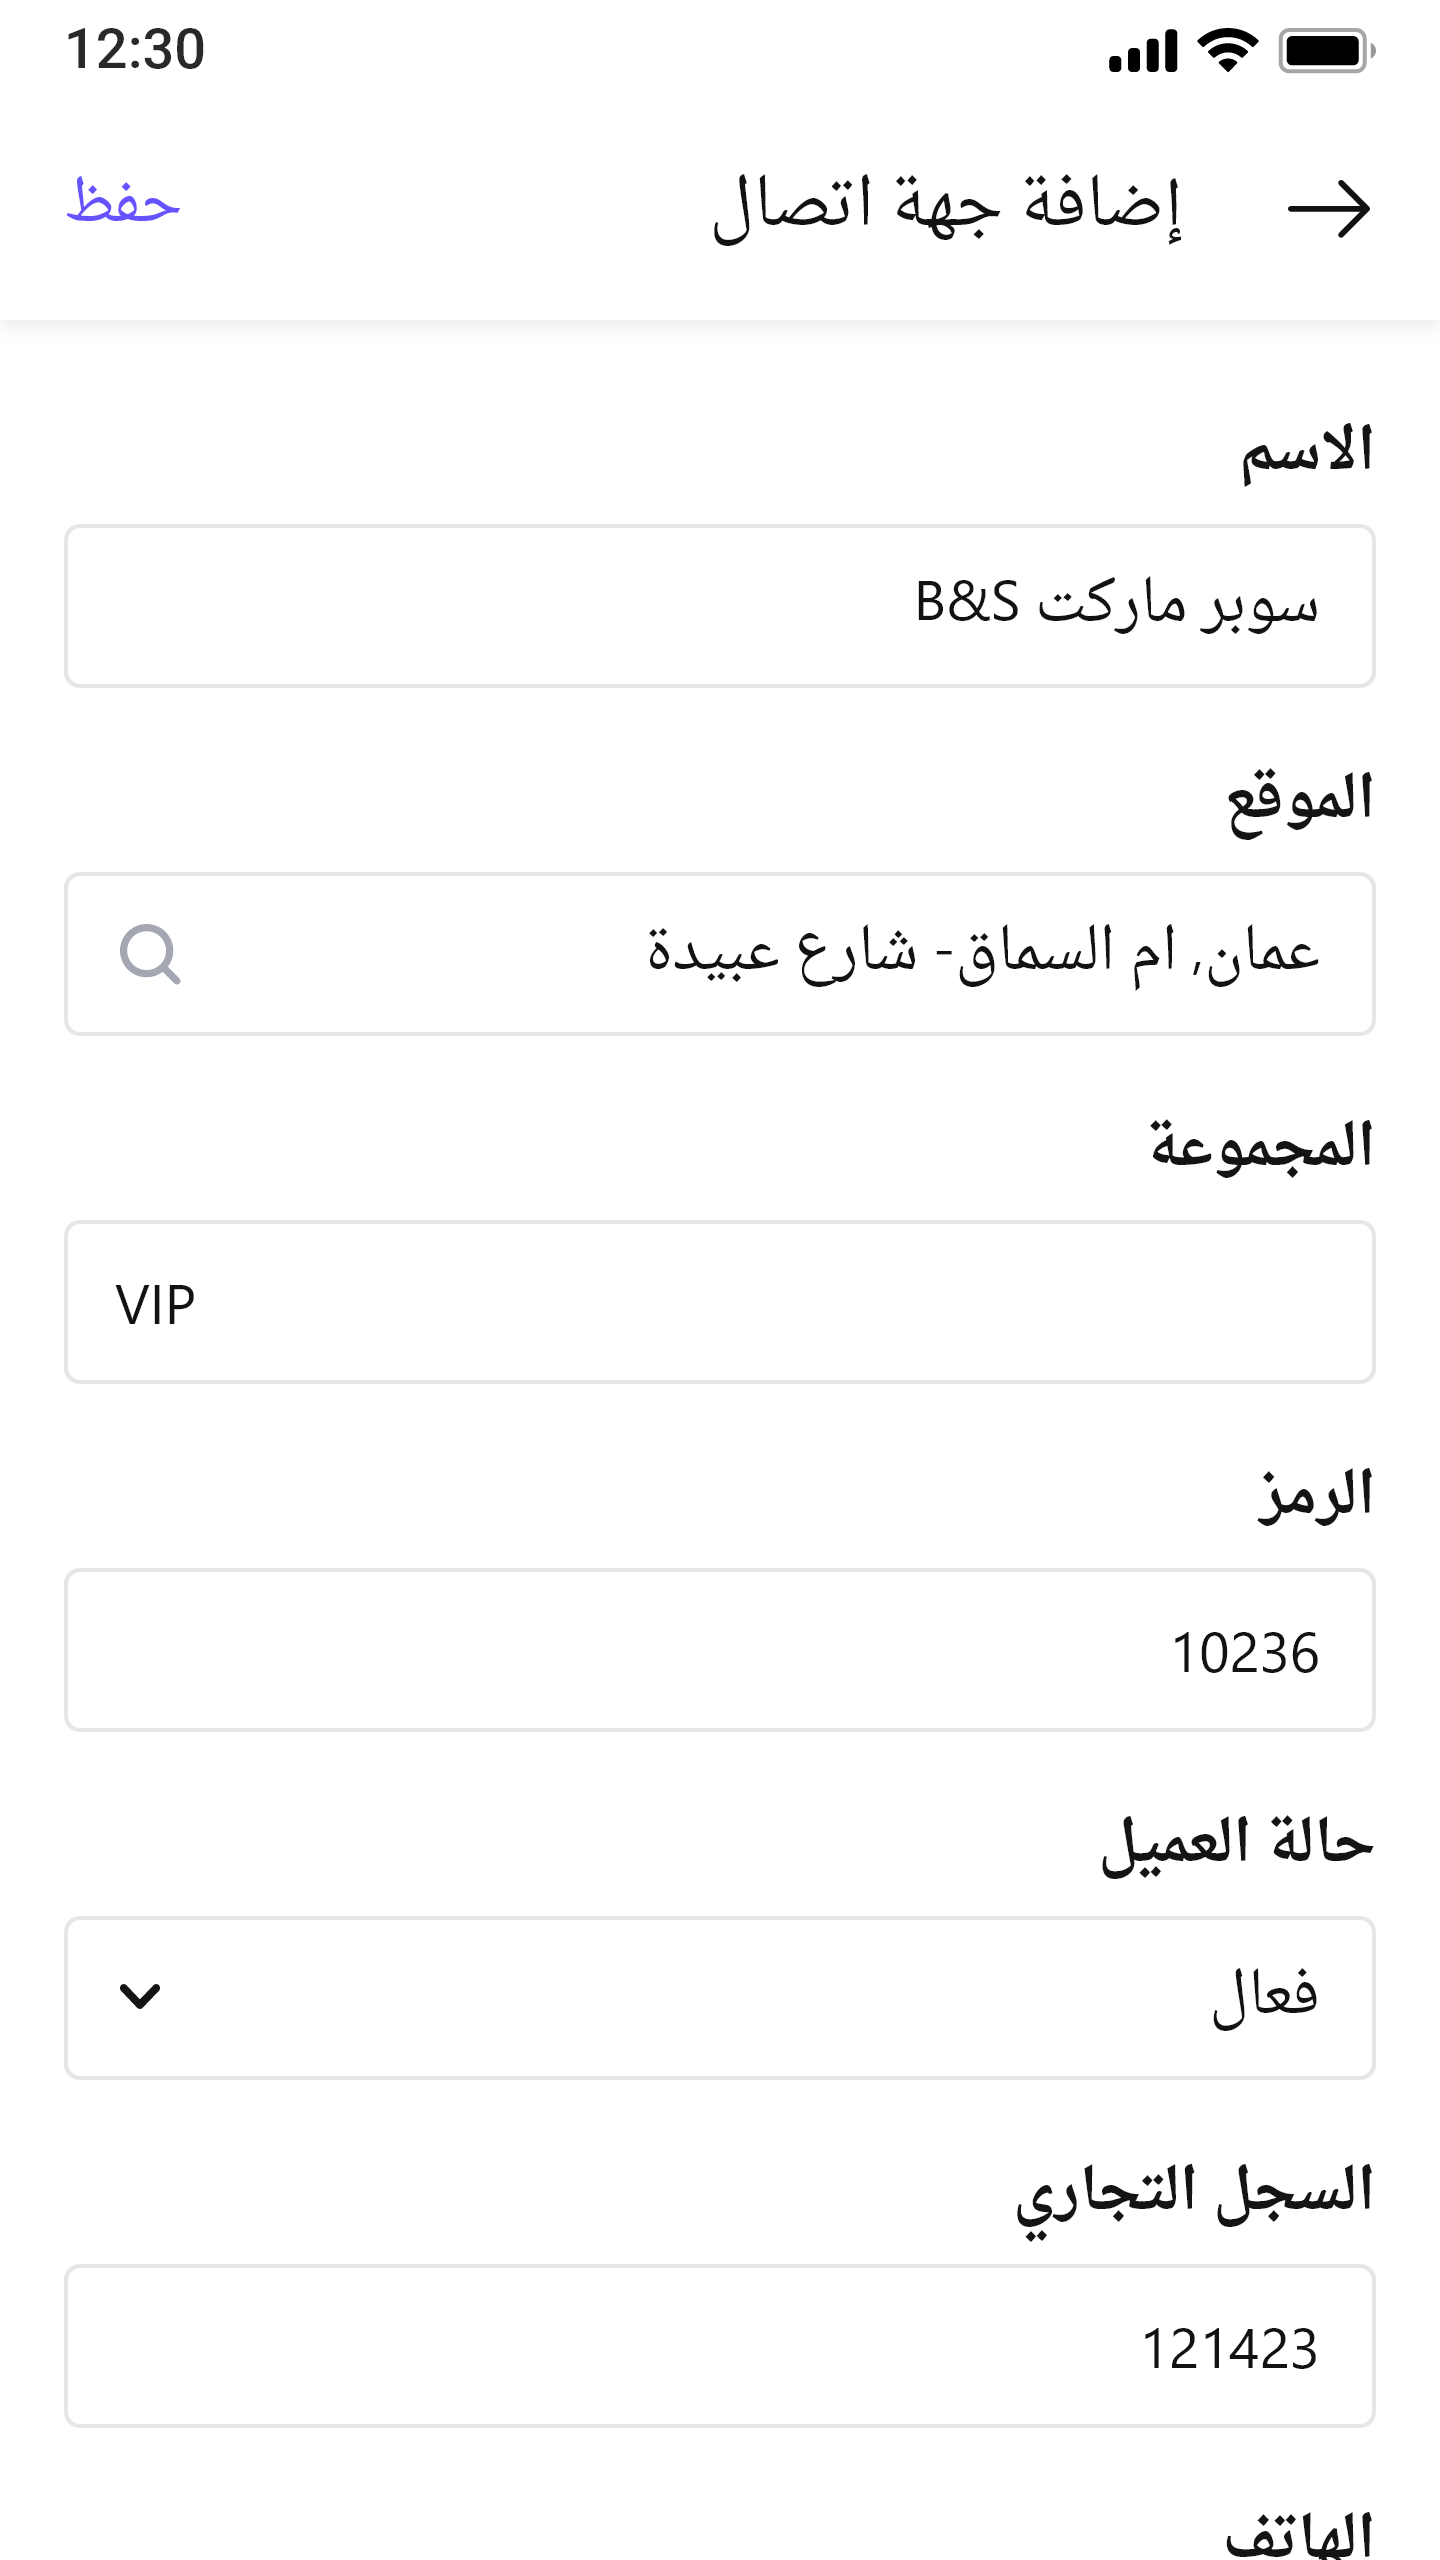 12:30
إضافة جهة اتصال
حفظ
الاسم
سوبر ماركت B&S
الموقع
عمان, ام السماق- شارع عبيدة
المجموعة
VIP
الرمز
10236
حالة العميل
فعال
السجل التجاري
121423
الهاتف